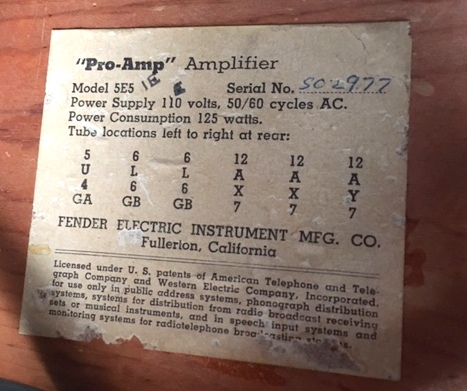 "Pro-Amp" Amplifier
Model 5E5 Serial No. S02977
Power Supply 110 volts, 50/60 cycles AC.
Power Consumption 125 watts.
Tube locations left to right at rear:
5 6 6 12 12 12
U L L A A A
4 6 6 X X Y
GA GB GB 7 7 7
FENDER ELECTRIC INSTRUMENT MFG. CO.
Fullerton, California
Licensed under U. S. patents of American Telephone and Tele-
graph Company and Western Electric Company, Incorporated,
for use only in public address systems, phonograph distribution
systems, systems for distribution from radio broadcast receiving
sets or musical instruments, and in speech input systems and
monitoring systems for radiotelephone broadcasting